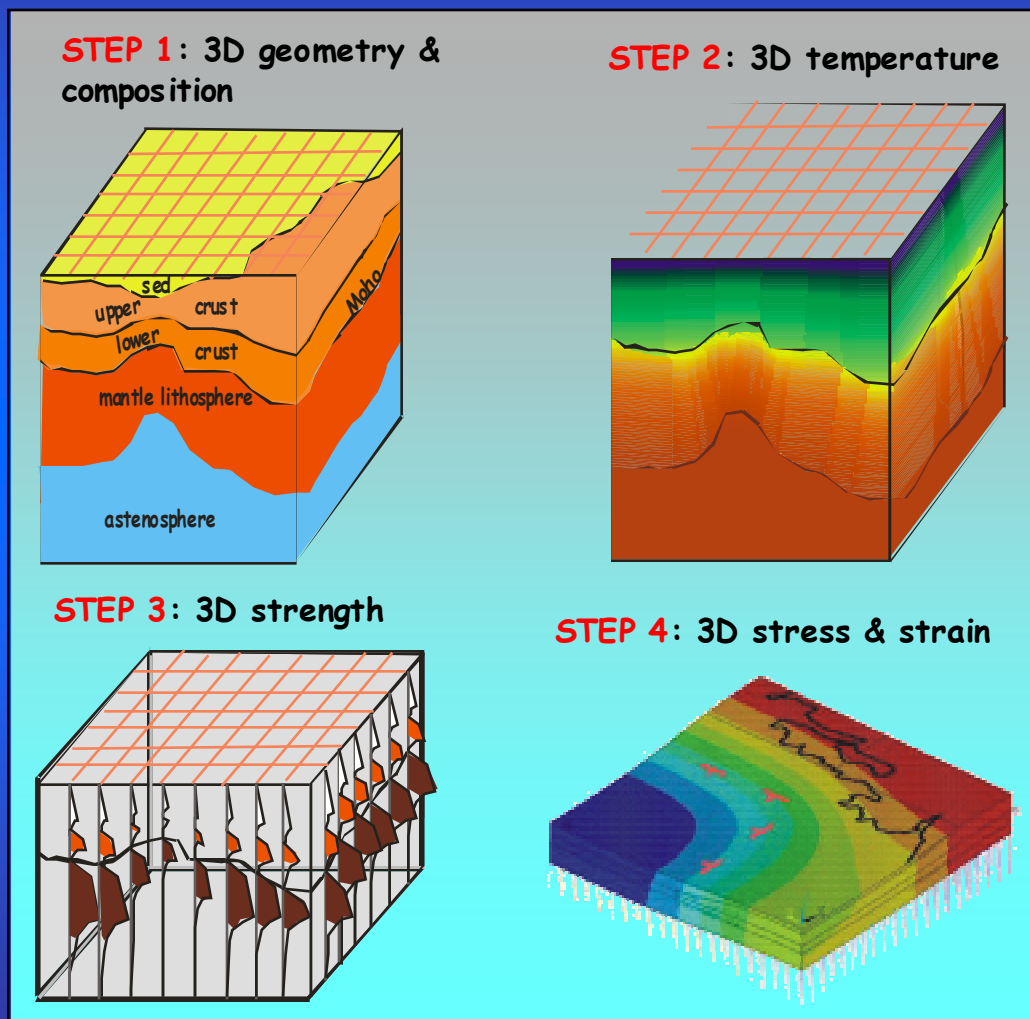 STEP 1: 3D geometry &
composition
STEP 2: 3D temperature
sed
upper crust
Moho
lower crust
mantle lithosphere
astenosphere
STEP 3: 3D strength
STEP 4: 3D stress & strain